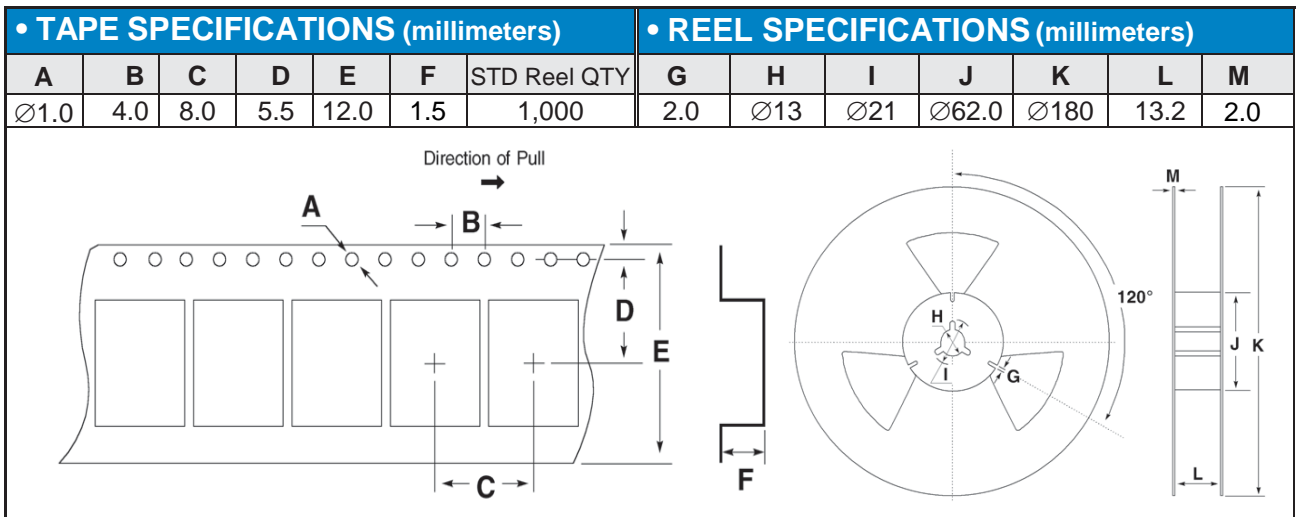 • TAPE SPECIFICATIONS (millimeters) • REEL SPECIFICATIONS (millimeters)
A B C D E F STD Reel QTY G H I J K L M
∅1.0 4.0 8.0 5.5 12.0 1.5 1,000 2.0 ∅13 ∅21 ∅62.0 ∅180 13.2 2.0
Direction of Pull
A
B
D
E
C
F
M
120°
H
I
G
J
K
L